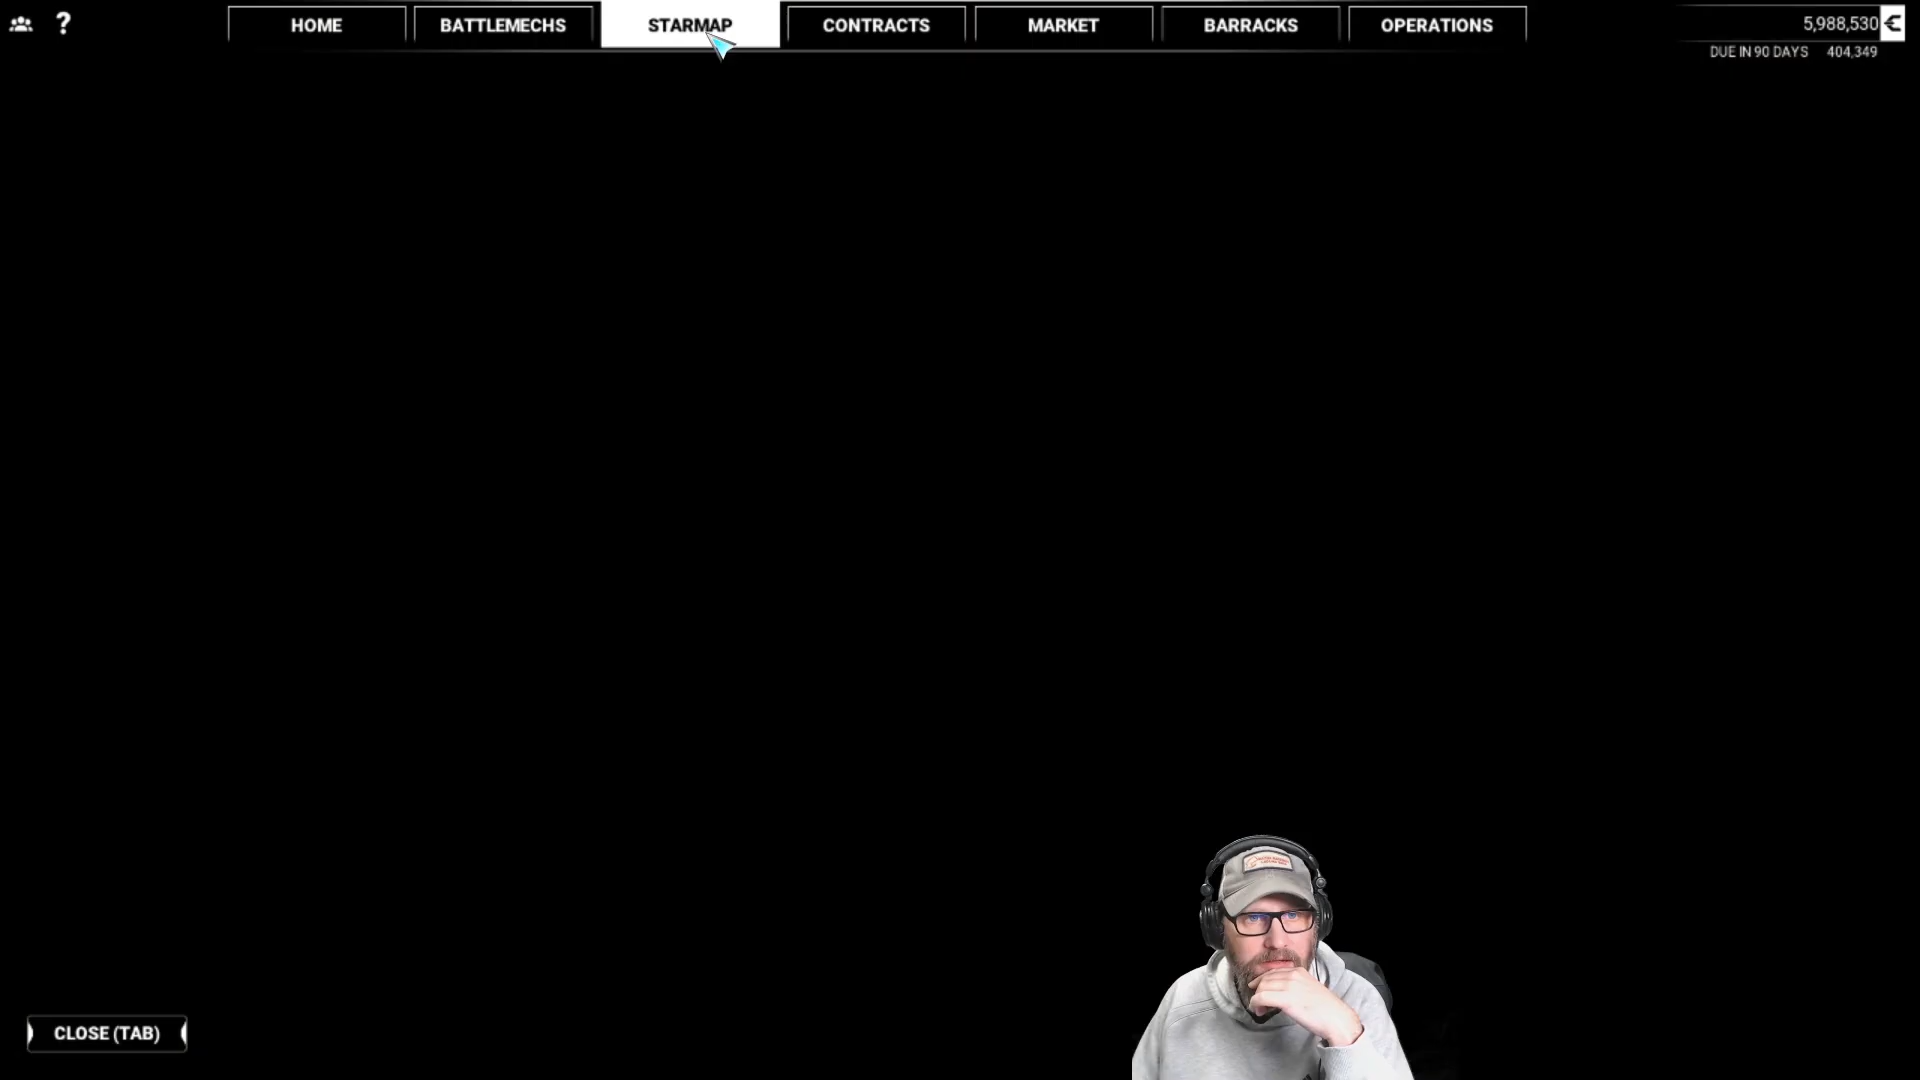 ?
HOME
BATTLEMECHS
STARMAP
CONTRACTS
MARKET
BARRACKS
OPERATIONS
5,988,530
DUE IN 90 DAYS 404,349
CLOSE (TAB)